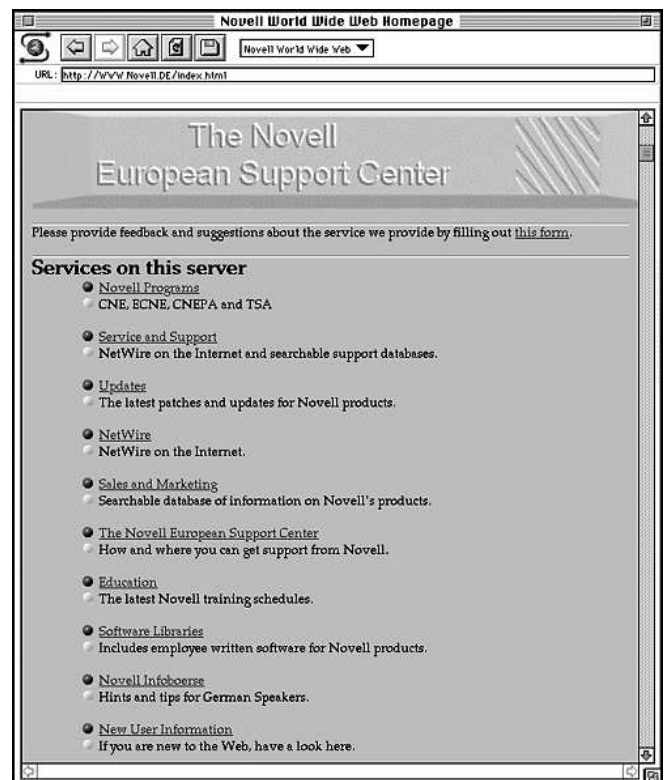 Novell World Wide Web Homepage
Novell World Wide Web
URL: http://WWW.Novell.DE/index.html
The Novell
European Support Center
Please provide feedback and suggestions about the service we provide by filling out this form.
Services on this server
Novell Programs
CNE, ECNE, CNEPA and TSA
Service and Support
NetWire on the Internet and searchable support databases.
Updates
The latest patches and updates for Novell products.
NetWire
NetWire on the Internet.
Sales and Marketing
Searchable database of information on Novell's products.
The Novell European Support Center
How and where you can get support from Novell.
Education
The latest Novell training schedules.
Software Libraries
Includes employee written software for Novell products.
Novell Infoboerse
Hints and tips for German Speakers.
New User Information
If you are new to the Web, have a look here.